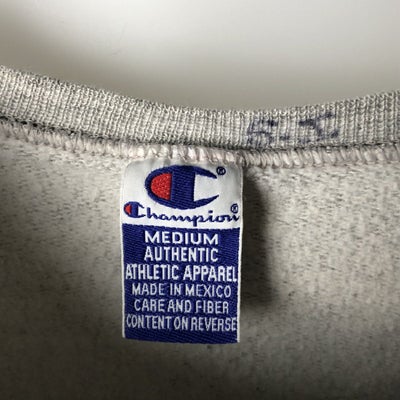 S.I.
Champion®
MEDIUM
AUTHENTIC
ATHLETIC APPAREL
MADE IN MEXICO
CARE AND FIBER
CONTENT ON REVERSE